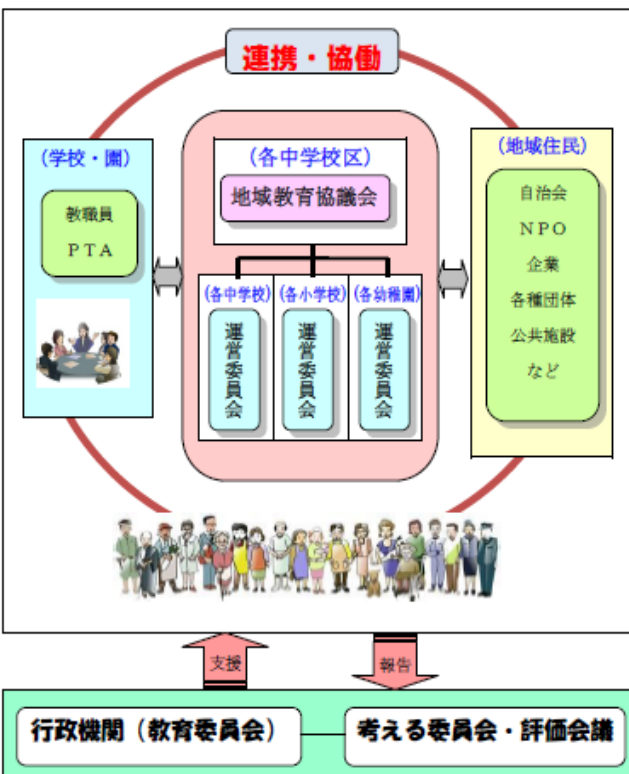 連携・協働
(学校・園)
教職員
ＰＴＡ
(各中学校区)
地域教育協議会
(各中学校)
運営委員会
(各小学校)
運営委員会
(各幼稚園)
運営委員会
(地域住民)
自治会
ＮＰＯ
企業
各種団体
公共施設
など
支援
報告
行政機関（教育委員会）
考える委員会・評価会議